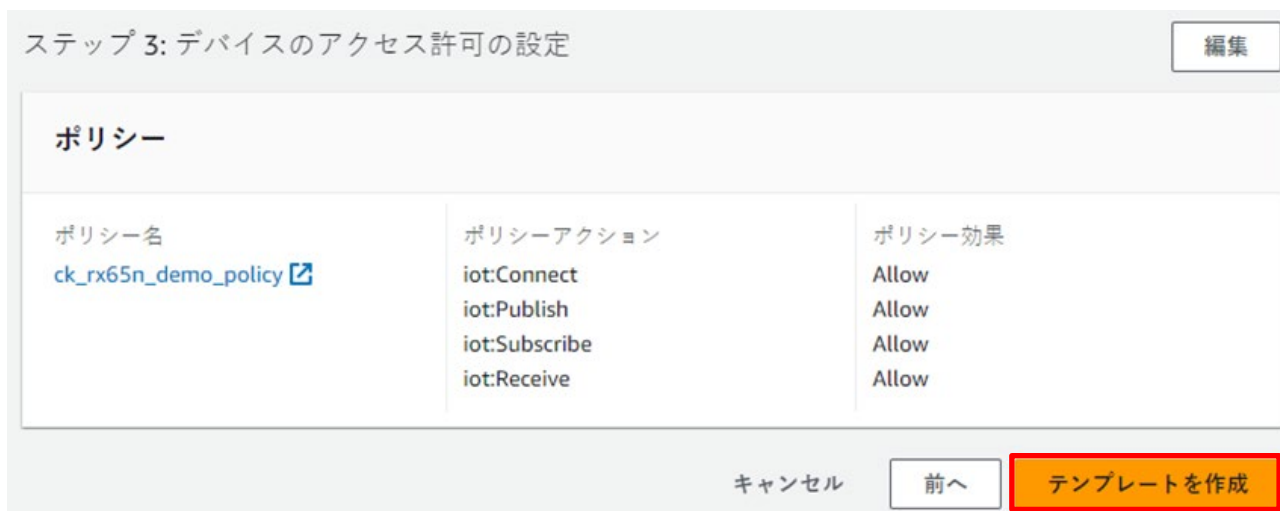 ステップ 3: デバイスのアクセス許可の設定
編集
ポリシー
ポリシー名
ポリシーアクション
ポリシー効果
ck_rx65n_demo_policy
iot:Connect
Allow
iot:Publish
Allow
iot:Subscribe
Allow
iot:Receive
Allow
キャンセル
前へ
テンプレートを作成